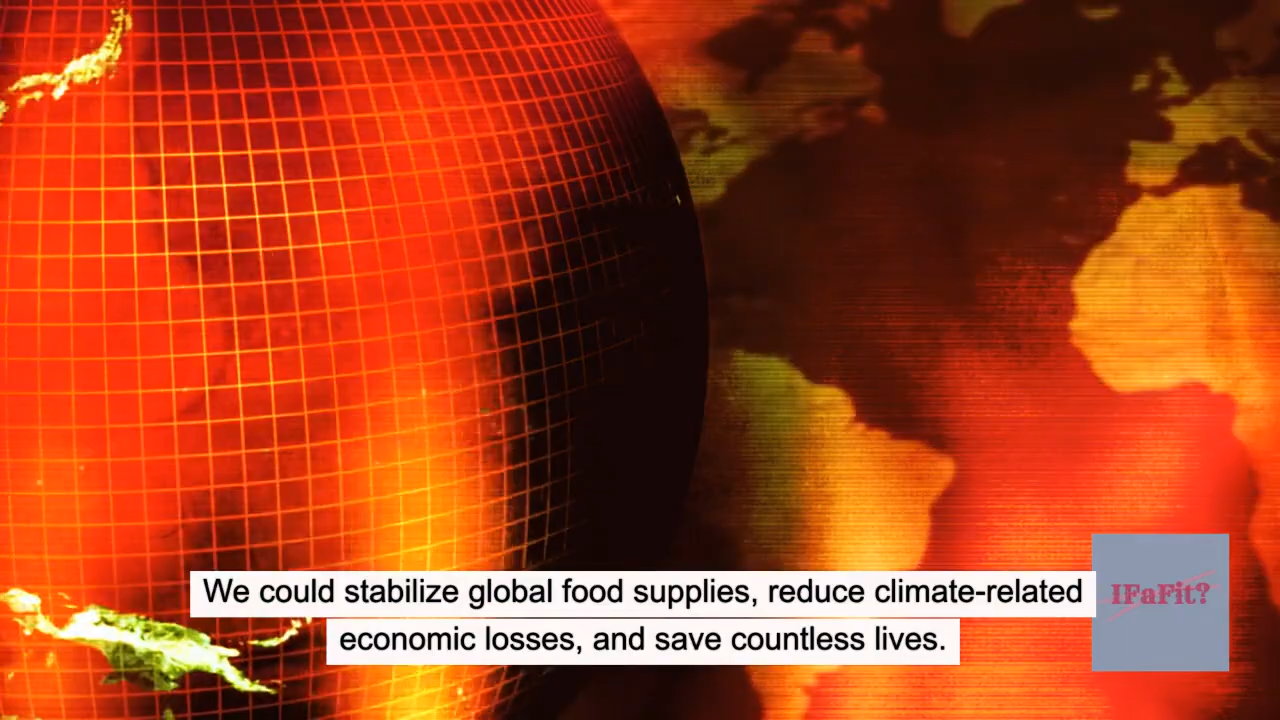 We could stabilize global food supplies, reduce climate-related
economic losses, and save countless lives.
IFaFit?